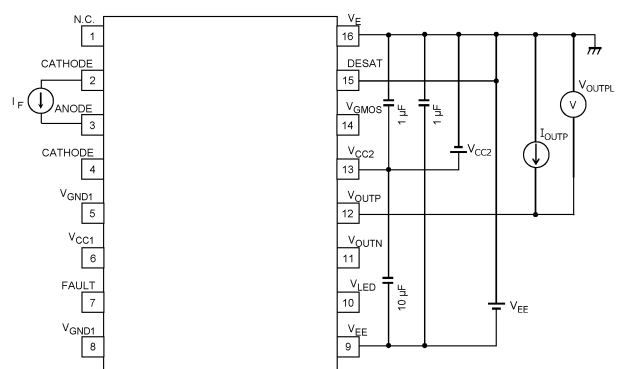 N.C.
1
CATHODE
2
I F
ANODE
3
CATHODE
4
VGND1
5
VCC1
6
FAULT
7
VGND1
8
VE
16
DESAT
15
VGMOS
14
VCC2
13
VOUTP
12
VOUTN
11
VLED
10
VEE
9
1 µF
1 µF
10 µF
VCC2
IOUTP
VOUTPL
V
VEE